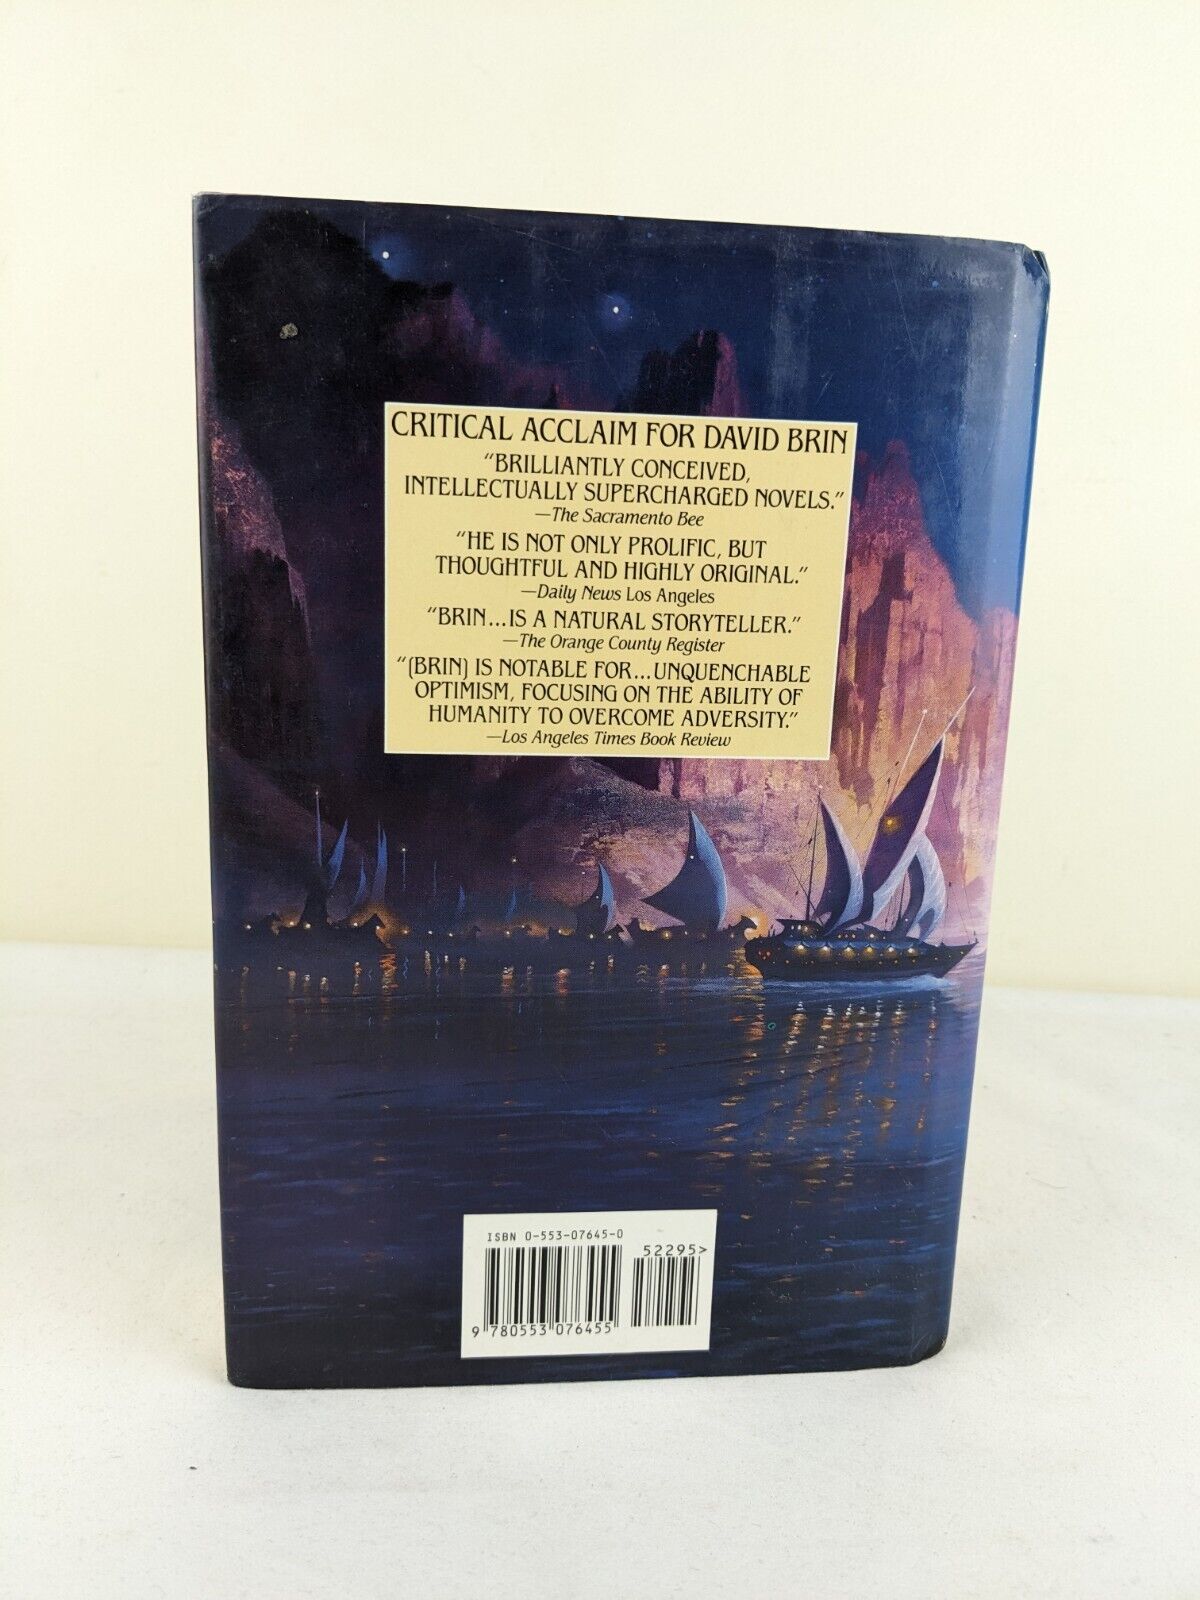 CRITICAL ACCLAIM FOR DAVID BRIN
"BRILLIANTLY CONCEIVED,
INTELLECTUALLY SUPERCHARGED NOVELS."
—The Sacramento Bee
"HE IS NOT ONLY PROLIFIC, BUT
THOUGHTFUL AND HIGHLY ORIGINAL."
—Daily News Los Angeles
"BRIN...IS A NATURAL STORYTELLER."
—The Orange County Register
"(BRIN) IS NOTABLE FOR...UNQUENCHABLE
OPTIMISM, FOCUSING ON THE ABILITY OF
HUMANITY TO OVERCOME ADVERSITY."
—Los Angeles Times Book Review
ISBN 0-553-07645-0
52295>
9 780553 076455